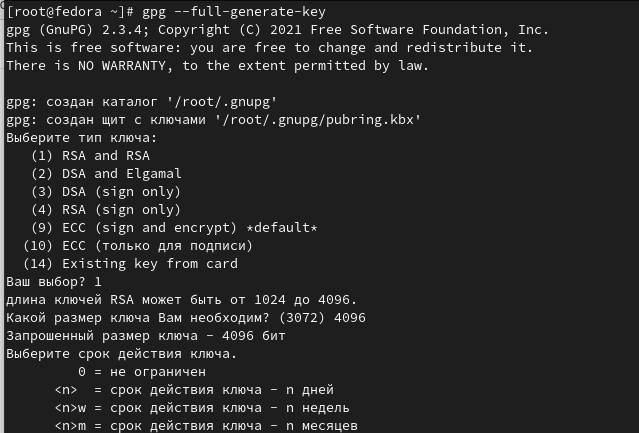 [root@fedora ~]# gpg --full-generate-key
gpg (GnuPG) 2.3.4; Copyright (C) 2021 Free Software Foundation, Inc.
This is free software: you are free to change and redistribute it.
There is NO WARRANTY, to the extent permitted by law.

gpg: создан каталог '/root/.gnupg'
gpg: создан щит с ключами '/root/.gnupg/pubring.kbx'
Выберите тип ключа:
   (1) RSA and RSA
   (2) DSA and Elgamal
   (3) DSA (sign only)
   (4) RSA (sign only)
   (9) ECC (sign and encrypt) *default*
  (10) ECC (только для подписи)
  (14) Existing key from card
Ваш выбор? 1
длина ключей RSA может быть от 1024 до 4096.
Какой размер ключа Вам необходим? (3072) 4096
Запрошенный размер ключа - 4096 бит
Выберите срок действия ключа.
         0 = не ограничен
      <n>  = срок действия ключа - n дней
      <n>w = срок действия ключа - n недель
      <n>m = срок действия ключа - n месяцев